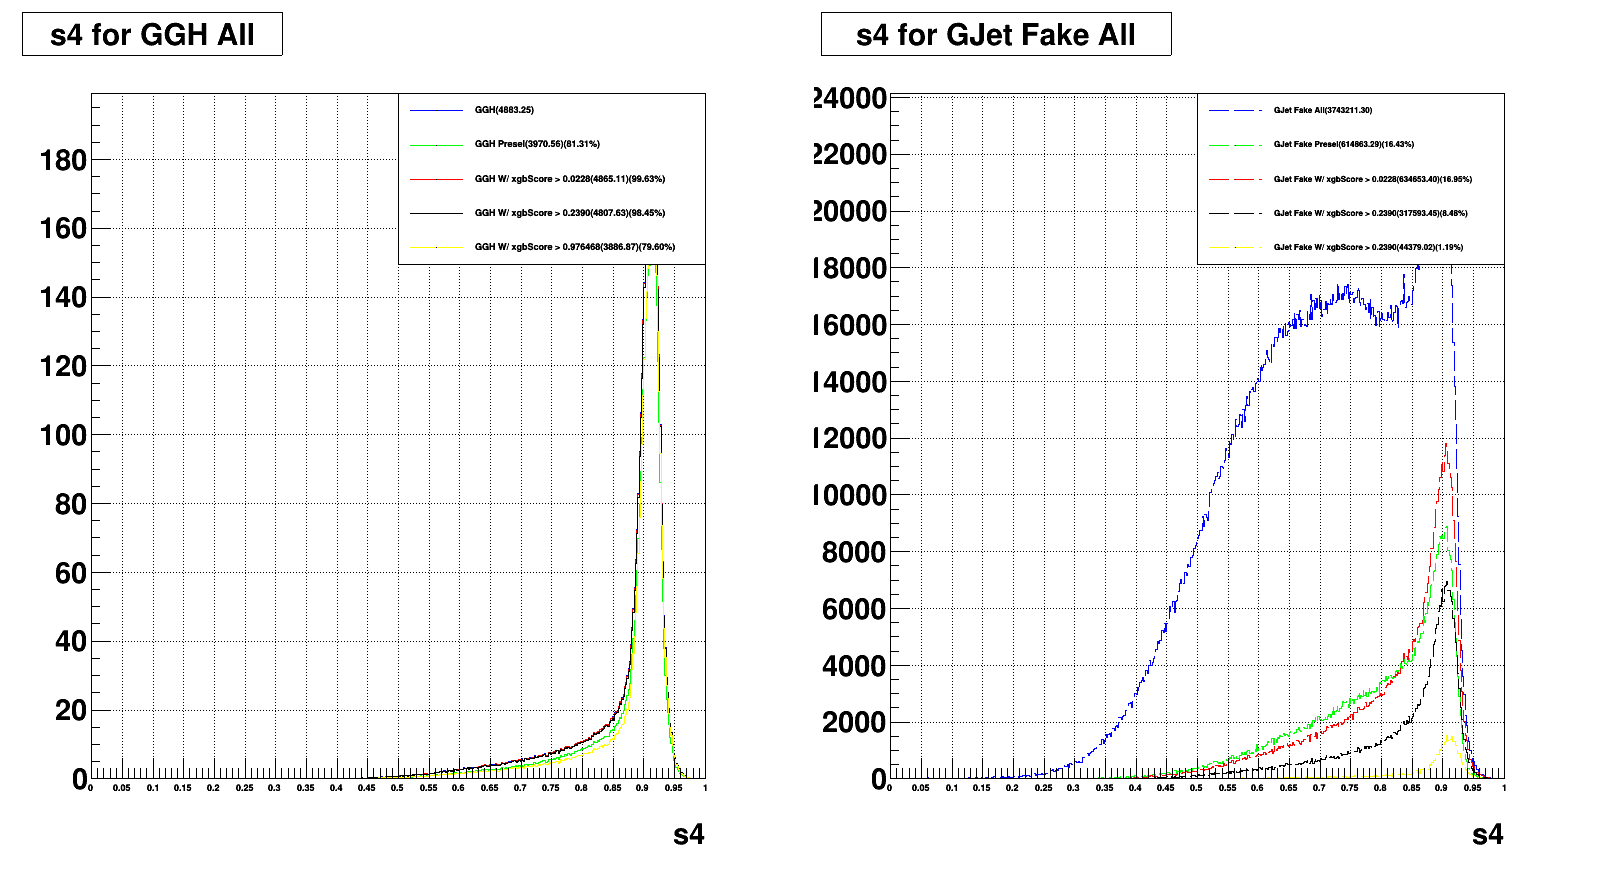 s4 for GGH All
GGH(4883.25)
GGH Presel(3970.56)(81.31%)
GGH W/ xgbScore > 0.0228(4865.11)(99.63%)
GGH W/ xgbScore > 0.2390(4807.63)(98.45%)
GGH W/ xgbScore > 0.976468(3886.87)(79.60%)
180
160
140
120
100
80
60
40
20
0
0 0.05 0.1 0.15 0.2 0.25 0.3 0.35 0.4 0.45 0.5 0.55 0.6 0.65 0.7 0.75 0.8 0.85 0.9 0.95 1
s4
s4 for GJet Fake All
GJet Fake All(3743211.30)
GJet Fake Presel(614863.29)(16.43%)
GJet Fake W/ xgbScore > 0.0228(634653.40)(16.95%)
GJet Fake W/ xgbScore > 0.2390(317593.45)(8.48%)
GJet Fake W/ xgbScore > 0.2390(44379.02)(1.19%)
24000
22000
20000
18000
16000
14000
12000
10000
8000
6000
4000
2000
0
0 0.05 0.1 0.15 0.2 0.25 0.3 0.35 0.4 0.45 0.5 0.55 0.6 0.65 0.7 0.75 0.8 0.85 0.9 0.95 1
s4